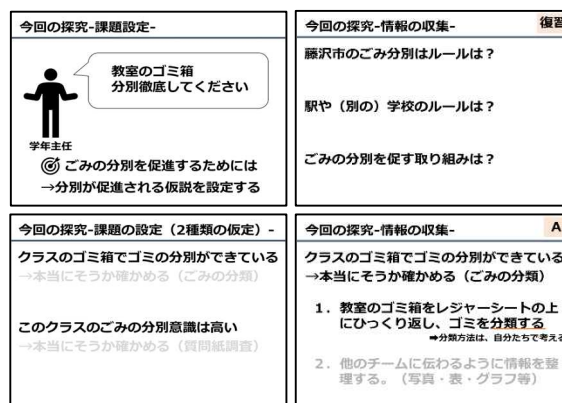 今回の探究-課題設定-
教室のゴミ箱
分別徹底してください
学年主任
ごみの分別を促進するためには
→分別が促進される仮説を設定する
今回の探究-情報の収集-
復習
藤沢市のごみ分別はルールは？
駅や（別の）学校のルールは？
ごみの分別を促す取り組みは？
今回の探究-課題の設定（2種類の仮定）-
クラスのゴミ箱でゴミの分別ができている
→本当にそうか確かめる（ごみの分類）
このクラスのごみの分別意識は高い
→本当にそうか確かめる（質問紙調査）
今回の探究-情報の収集-
A
クラスのゴミ箱でゴミの分別ができている
→本当にそうか確かめる（ごみの分類）
1. 教室のゴミ箱をレジャーシートの上
にひっくり返し、ゴミを分類する
➡分類方法は、自分たちで考える
2. 他のチームに伝わるように情報を整
理する。（写真・表・グラフ等）